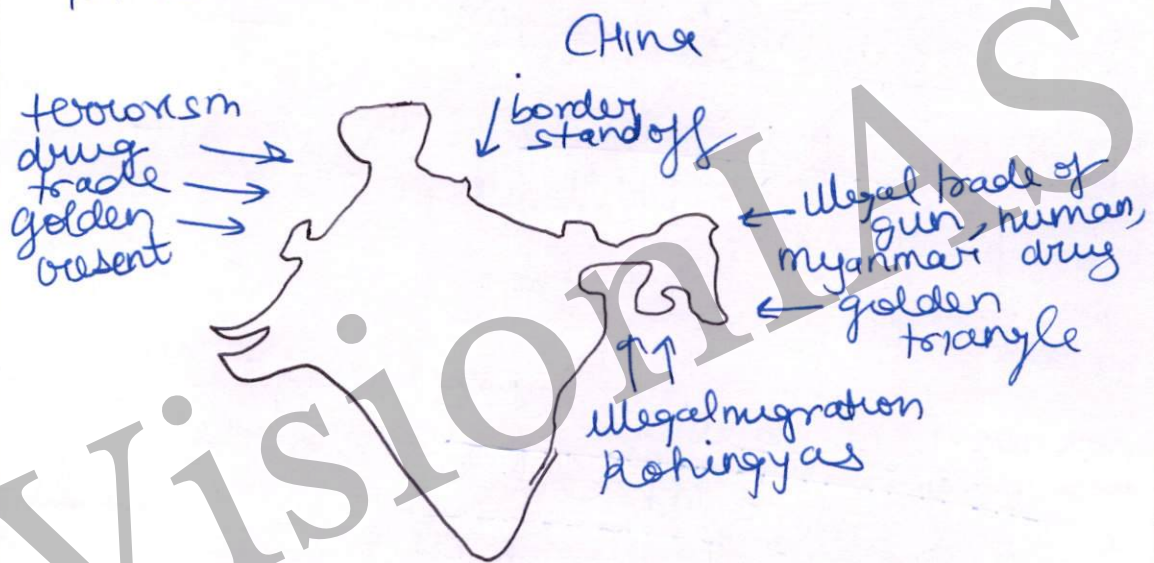 China
border
standoff
terrorism
drug
trade
golden
cresent
illegal trade of
gun, human,
myanmar drug
golden
triangle
illegal migration
Rohingyas
VisionIAS